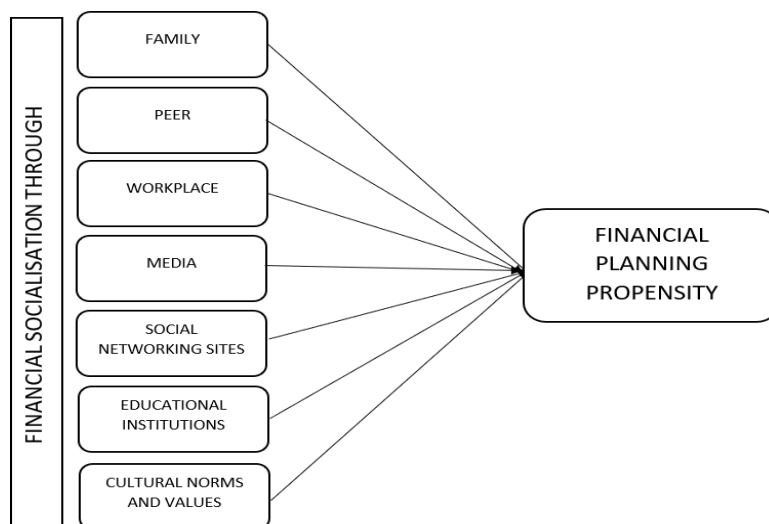 FINANCIAL SOCIALISATION THROUGH
FAMILY
PEER
WORKPLACE
MEDIA
SOCIAL
NETWORKING SITES
EDUCATIONAL
INSTITUTIONS
CULTURAL NORMS
AND VALUES
FINANCIAL
PLANNING
PROPENSITY